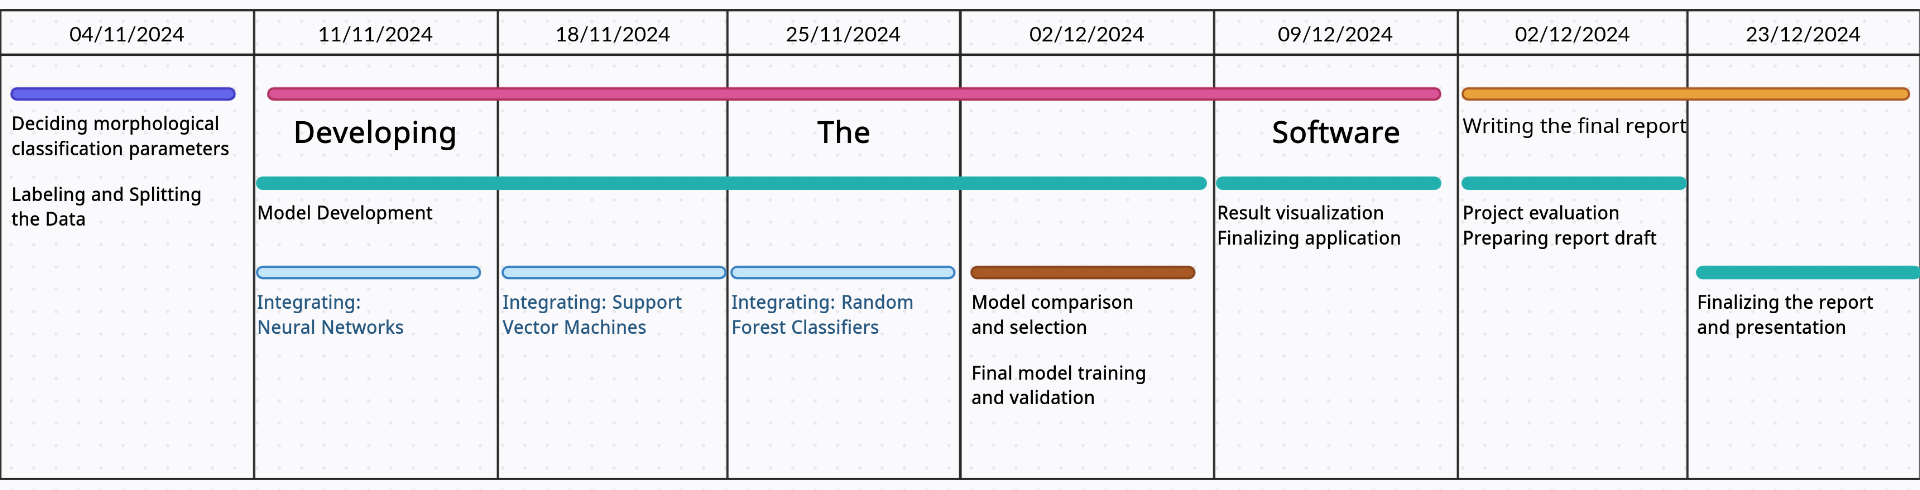 04/11/2024
11/11/2024
18/11/2024
25/11/2024
02/12/2024
09/12/2024
02/12/2024
23/12/2024
Deciding morphological
classification parameters
Labeling and Splitting
the Data
Developing The Software
Model Development
Integrating:
Neural Networks
Integrating: Support
Vector Machines
Integrating: Random
Forest Classifiers
Model comparison
and selection
Final model training
and validation
Result visualization
Finalizing application
Writing the final report
Project evaluation
Preparing report draft
Finalizing the report
and presentation